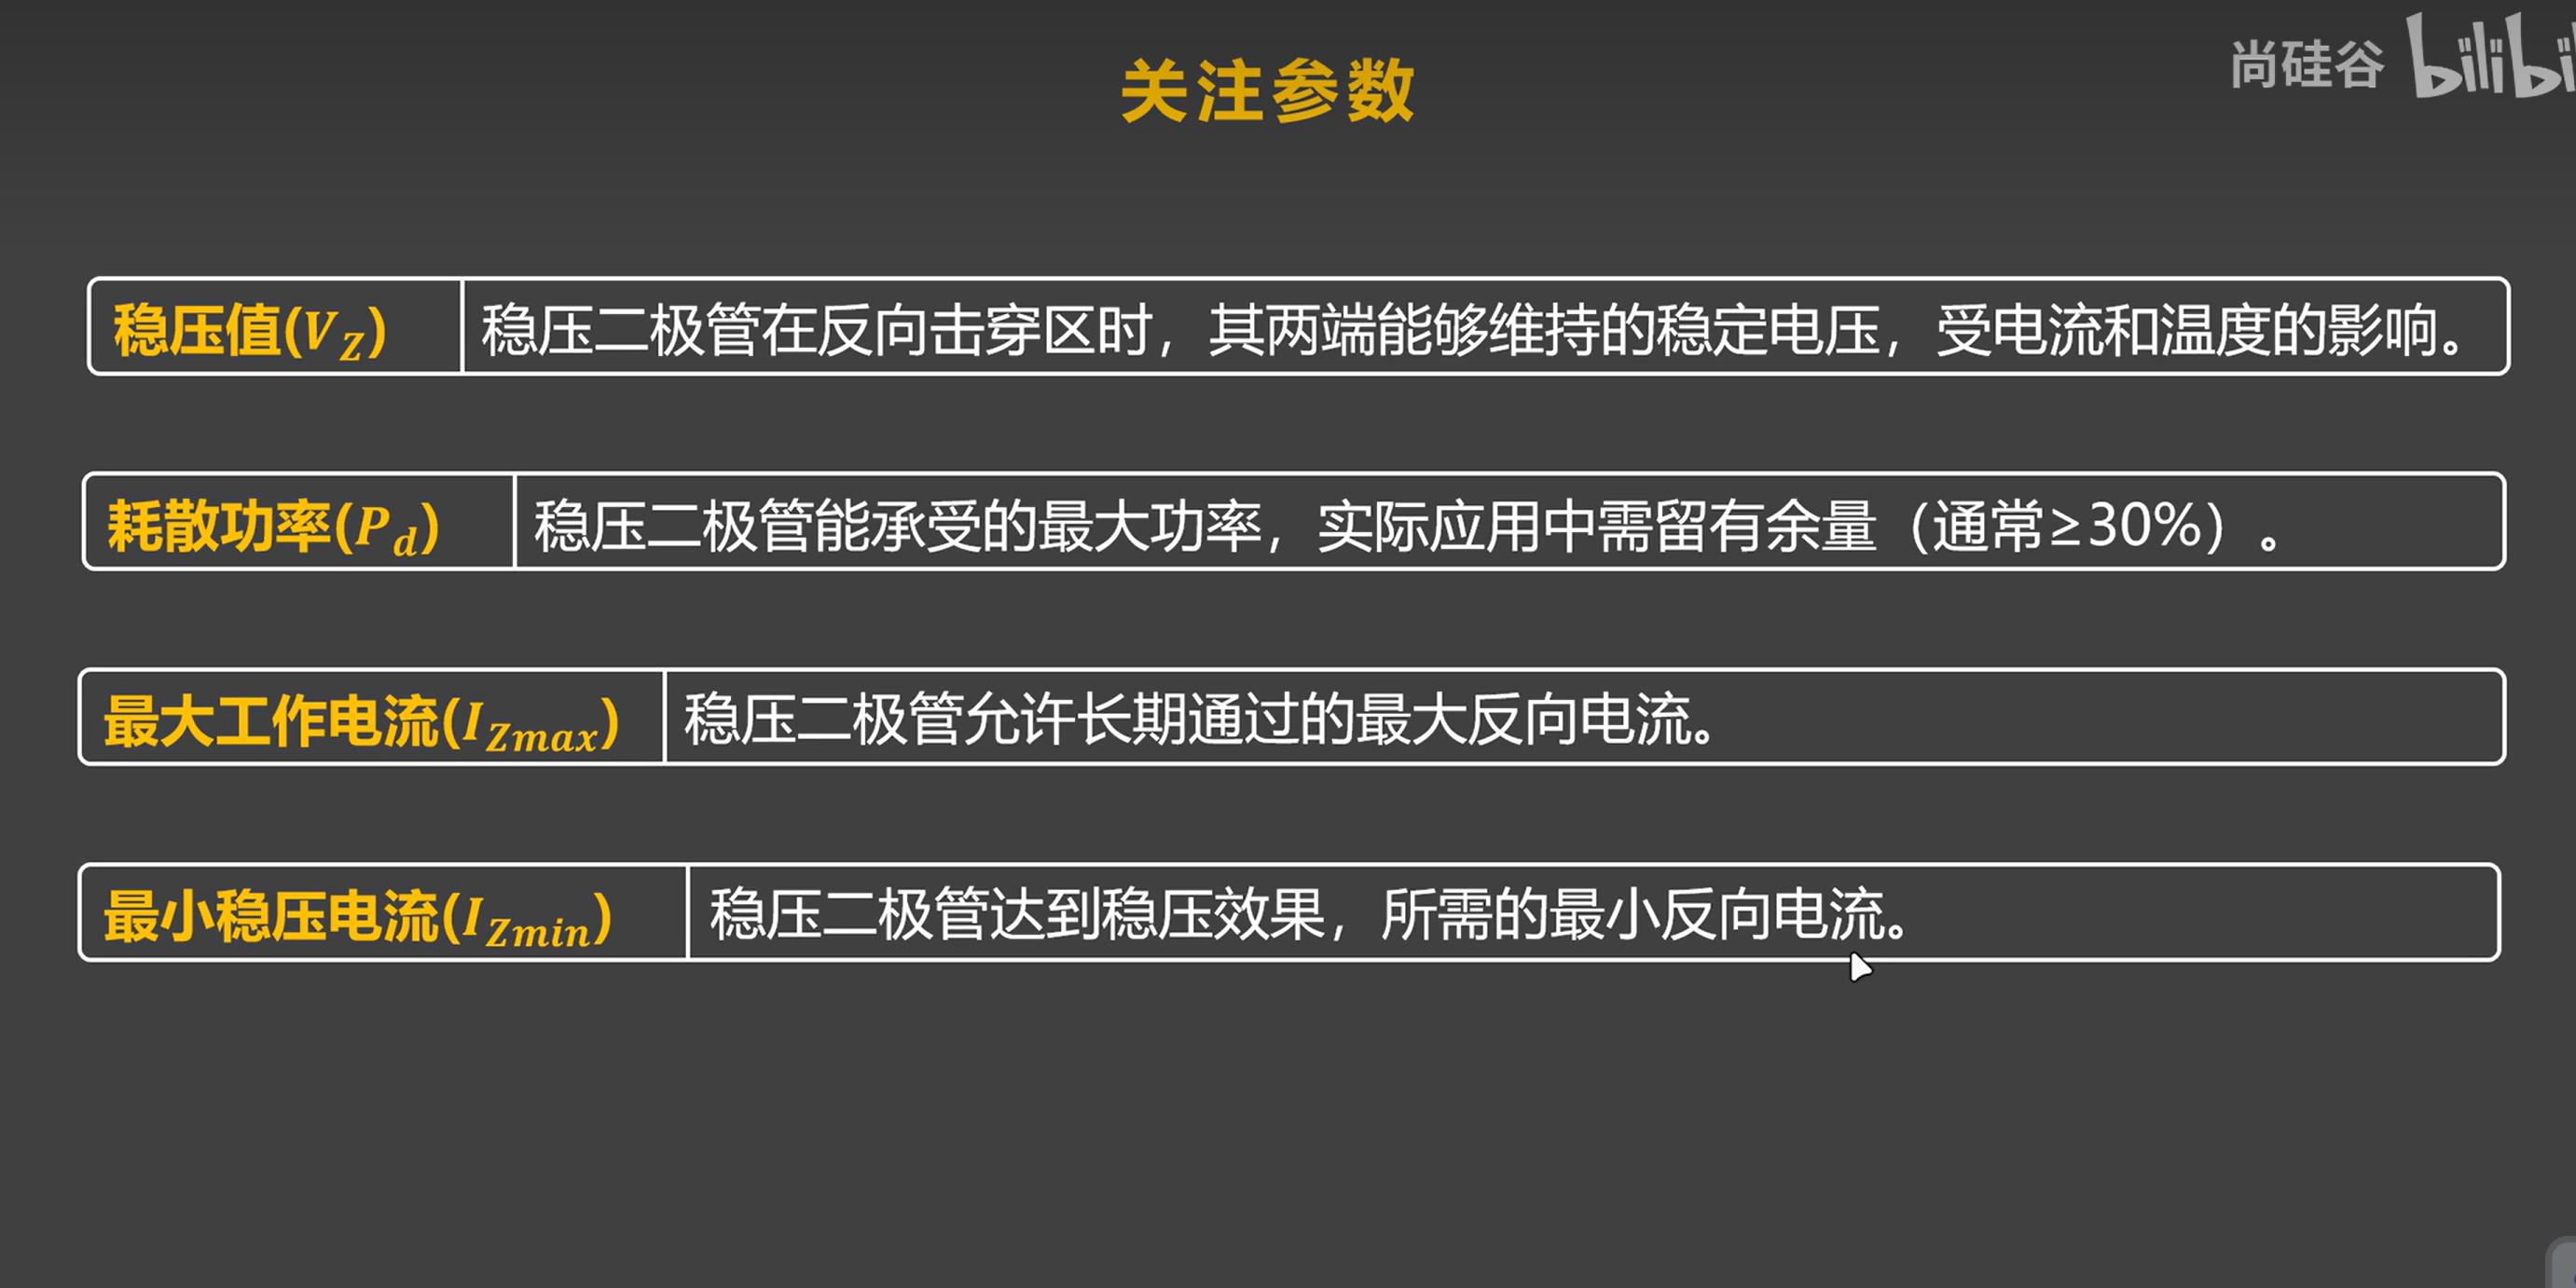 关注参数
尚硅谷 bilibi
稳压值(V_Z) 稳压二极管在反向击穿区时，其两端能够维持的稳定电压，受电流和温度的影响。
耗散功率(P_d) 稳压二极管能承受的最大功率，实际应用中需留有余量（通常≥30%）。
最大工作电流(I_Zmax) 稳压二极管允许长期通过的最大反向电流。
最小稳压电流(I_Zmin) 稳压二极管达到稳压效果，所需的最小反向电流。